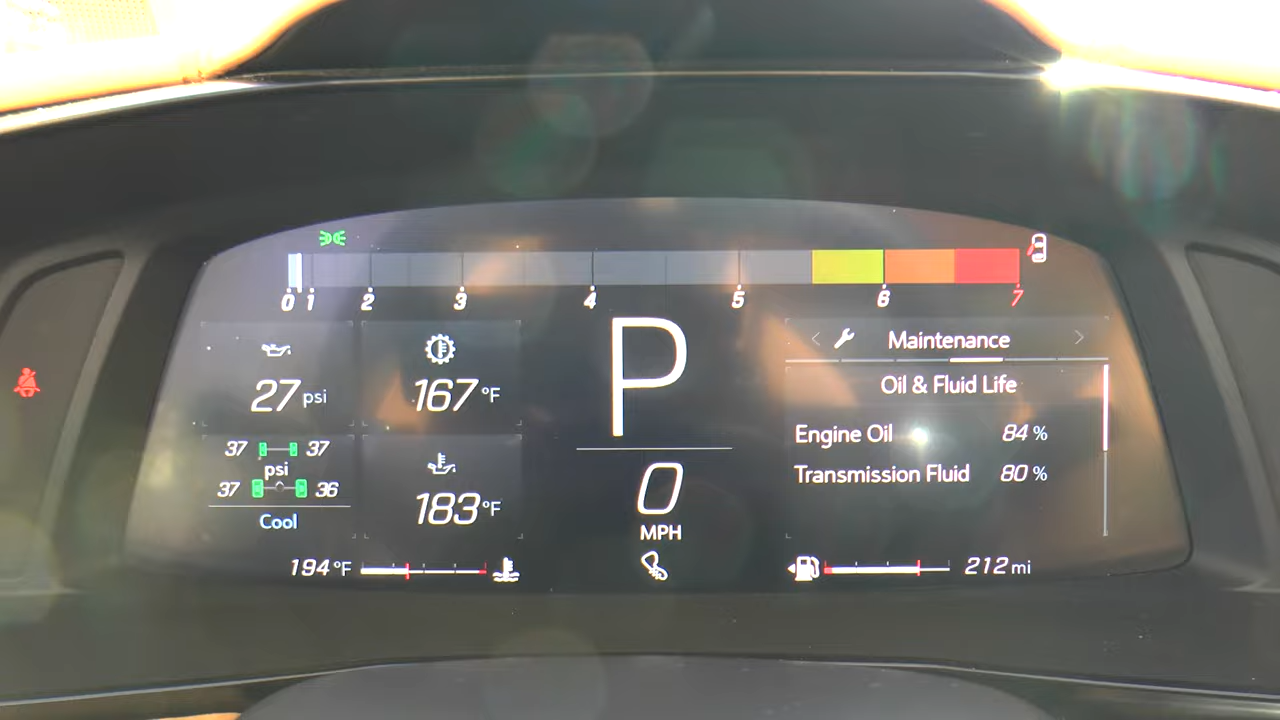 0 1 2 3 4 5 6 7
27 psi
167 °F
P
Maintenance
Oil & Fluid Life
Engine Oil 84 %
Transmission Fluid 80 %
37 37
psi
37 36
Cool
183 °F
0
MPH
194 °F
212 mi